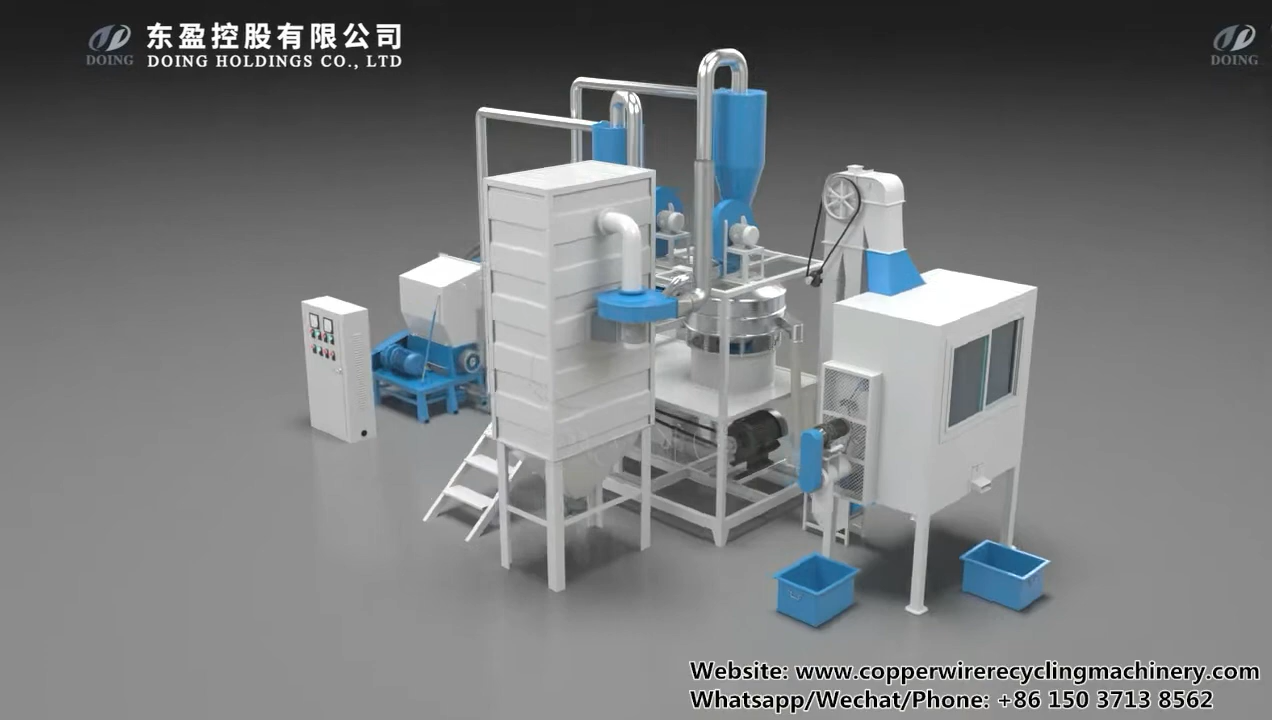 东盈控股有限公司
DOING
DOING HOLDINGS CO., LTD
DOING
Website: www.copperwirerecyclingmachinery.com
Whatsapp/Wechat/Phone: +86 150 3713 8562